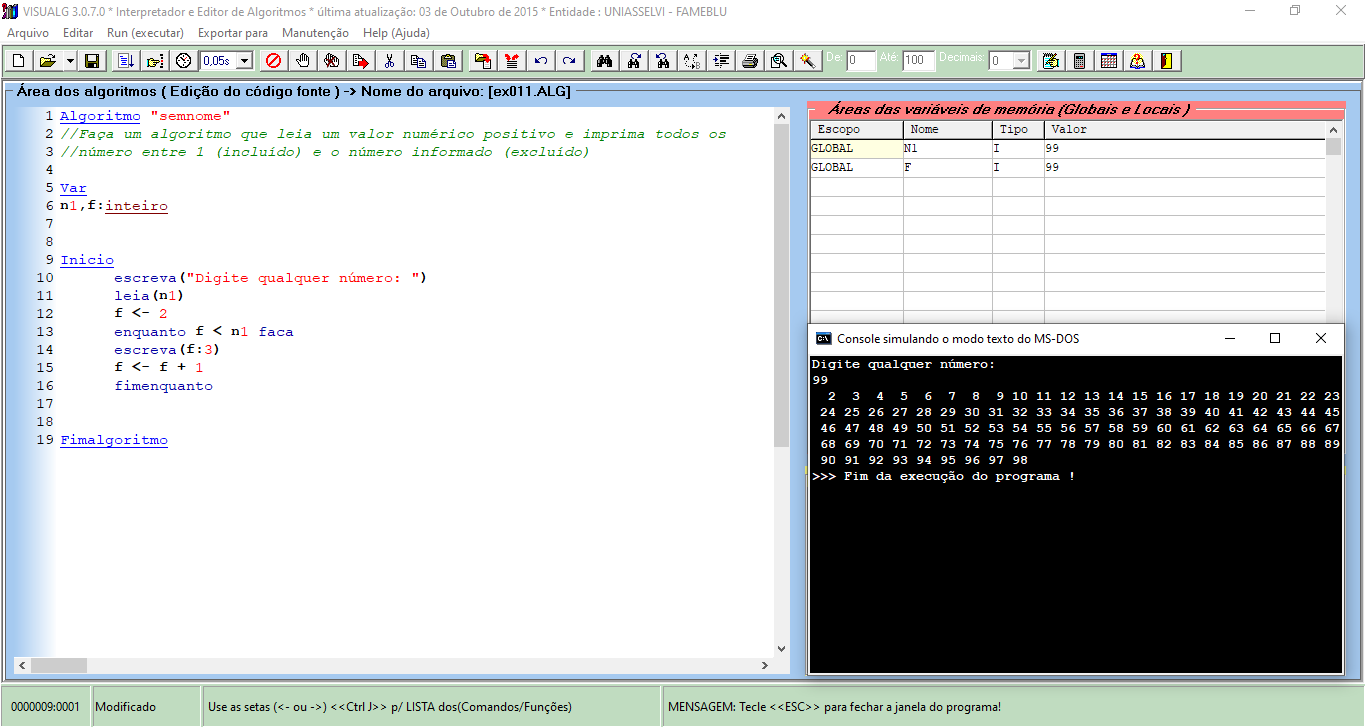 VISUALG 3.0.7.0 * Interpretador e Editor de Algoritmos * última atualização: 03 de Outubro de 2015 * Entidade : UNIASSELVI - FAMEBLU
Arquivo Editar Run (executar) Exportar para Manutenção Help (Ajuda)
0,05s De: 0 Até: 100 Decimais: 0
Área dos algoritmos ( Edição do código fonte ) -> Nome do arquivo: [ex011.ALG]
1 Algoritmo "semnome"
2 //Faça um algoritmo que leia um valor numérico positivo e imprima todos os
3 //número entre 1 (incluído) e o número informado (excluído)
4
5 Var
6 n1,f:inteiro
7
8
9 Inicio
10 escreva("Digite qualquer número: ")
11 leia(n1)
12 f <- 2
13 enquanto f < n1 faca
14 escreva(f:3)
15 f <- f + 1
16 fimenquanto
17
18
19 Fimalgoritmo
Áreas das variáveis de memória (Globais e Locais )
Escopo Nome Tipo Valor
GLOBAL N1 I 99
GLOBAL F I 99
Console simulando o modo texto do MS-DOS
Digite qualquer número:
99
2 3 4 5 6 7 8 9 10 11 12 13 14 15 16 17 18 19 20 21 22 23
24 25 26 27 28 29 30 31 32 33 34 35 36 37 38 39 40 41 42 43 44 45
46 47 48 49 50 51 52 53 54 55 56 57 58 59 60 61 62 63 64 65 66 67
68 69 70 71 72 73 74 75 76 77 78 79 80 81 82 83 84 85 86 87 88 89
90 91 92 93 94 95 96 97 98
>>> Fim da execução do programa !
0000009:0001 Modificado Use as setas (<- ou ->) <<Ctrl J>> p/ LISTA dos(Comandos/Funções) MENSAGEM: Tecle <<ESC>> para fechar a janela do programa!